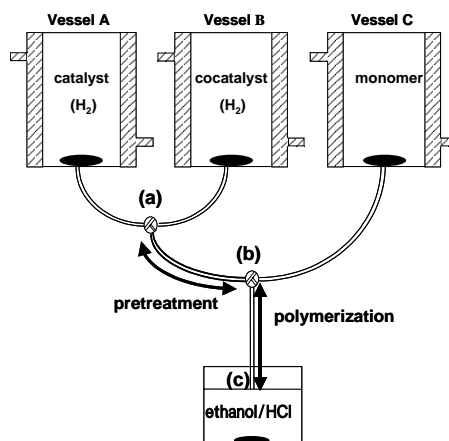 Vessel A
Vessel B
Vessel C
catalyst
(H₂)
cocatalyst
(H₂)
monomer
(a)
(b)
pretreatment
polymerization
(c)
ethanol/HCl